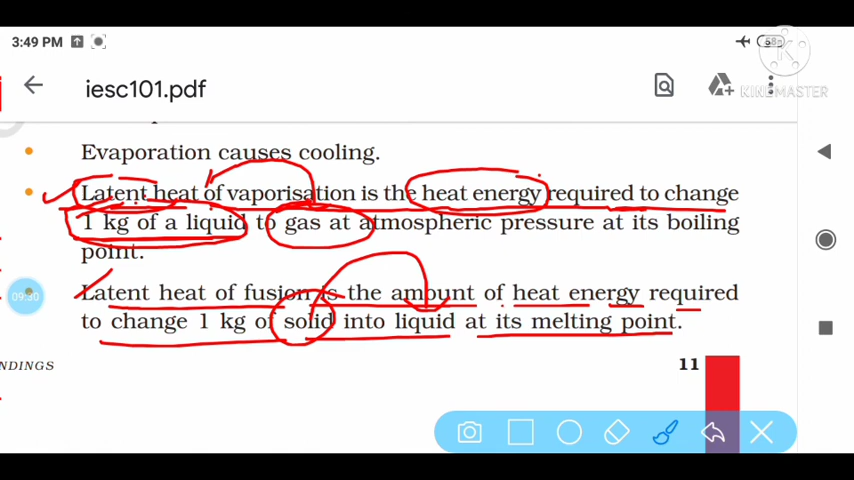 3:49 PM
58
iesc101.pdf
KINEMASTER
Evaporation causes cooling.
Latent heat of vaporisation is the heat energy required to change
1 kg of a liquid to gas at atmospheric pressure at its boiling
point.
Latent heat of fusion is the amount of heat energy required
to change 1 kg of solid into liquid at its melting point.
NDINGS
11